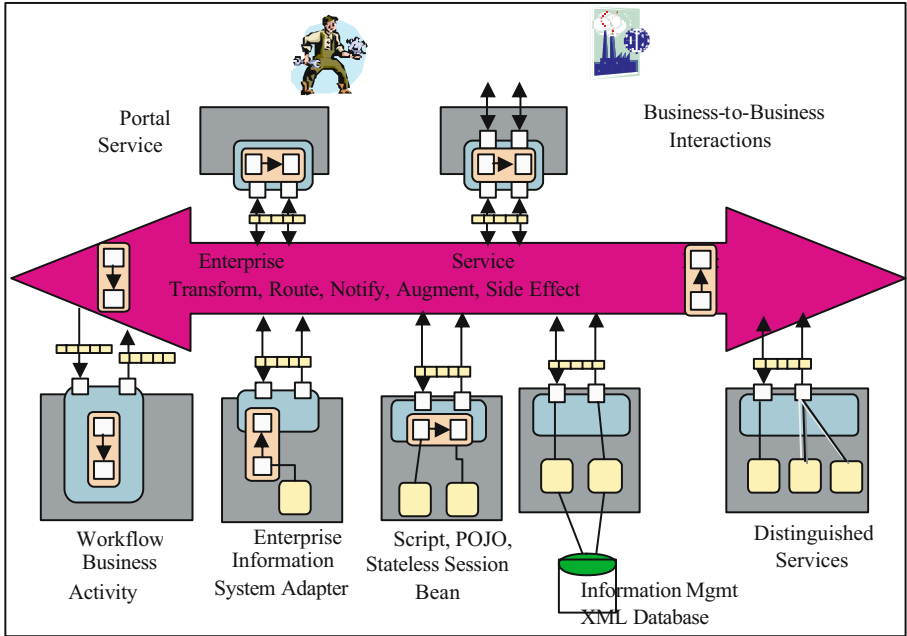 Portal
Service
Business-to-Business
Interactions
Enterprise Service
Transform, Route, Notify, Augment, Side Effect
Workflow
Business
Activity
Enterprise
Information
System Adapter
Script, POJO,
Stateless Session
Bean
Information Mgmt
XML Database
Distinguished
Services